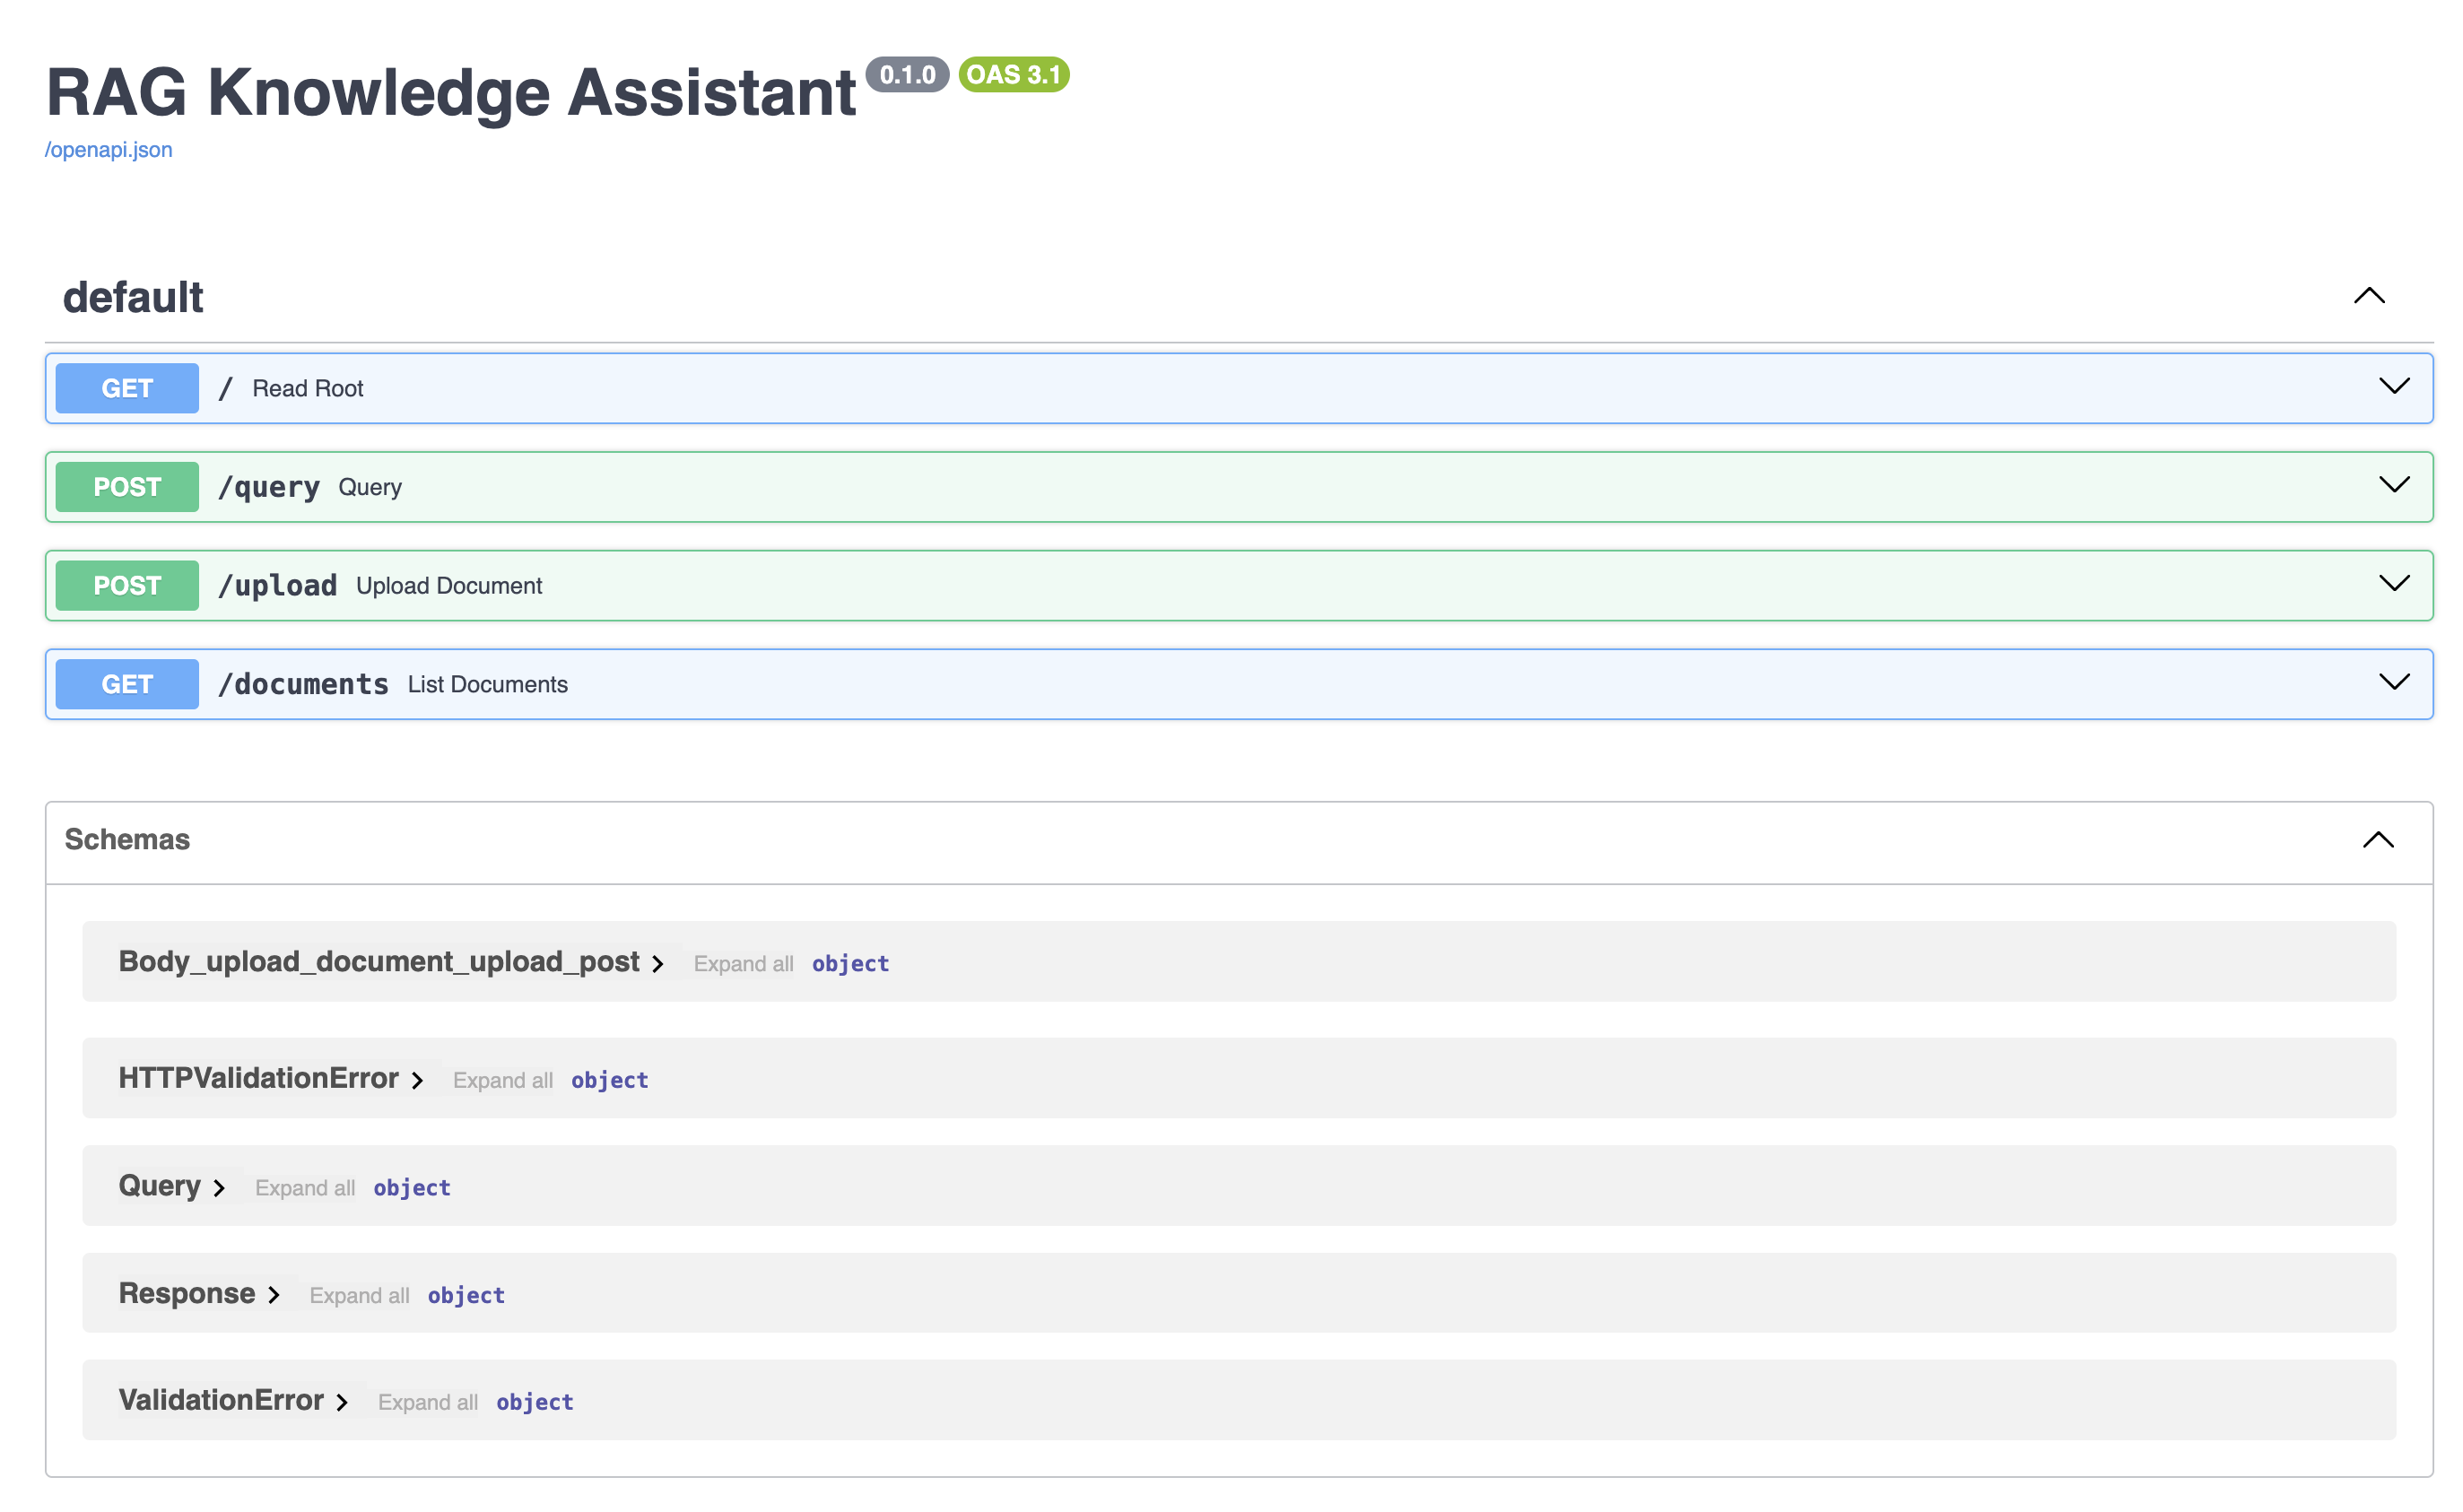 RAG Knowledge Assistant 0.1.0 OAS 3.1
/openapi.json
default
GET / Read Root
POST /query Query
POST /upload Upload Document
GET /documents List Documents
Schemas
Body_upload_document_upload_post Expand all object
HTTPValidationError Expand all object
Query Expand all object
Response Expand all object
ValidationError Expand all object